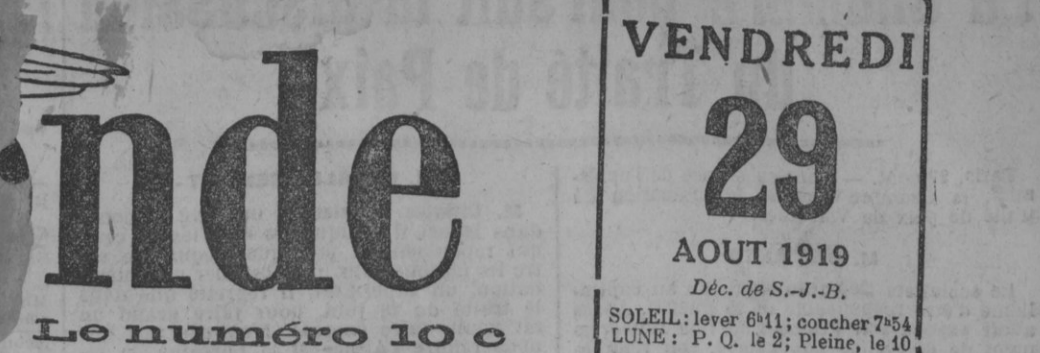 nde
Le numéro 10 c
VENDREDI
29
AOUT 1919
Déc. de S.-J.-B.
SOLEIL : lever 6h11 ; coucher 7h54
LUNE : P. Q. le 2 ; Pleine, le 10